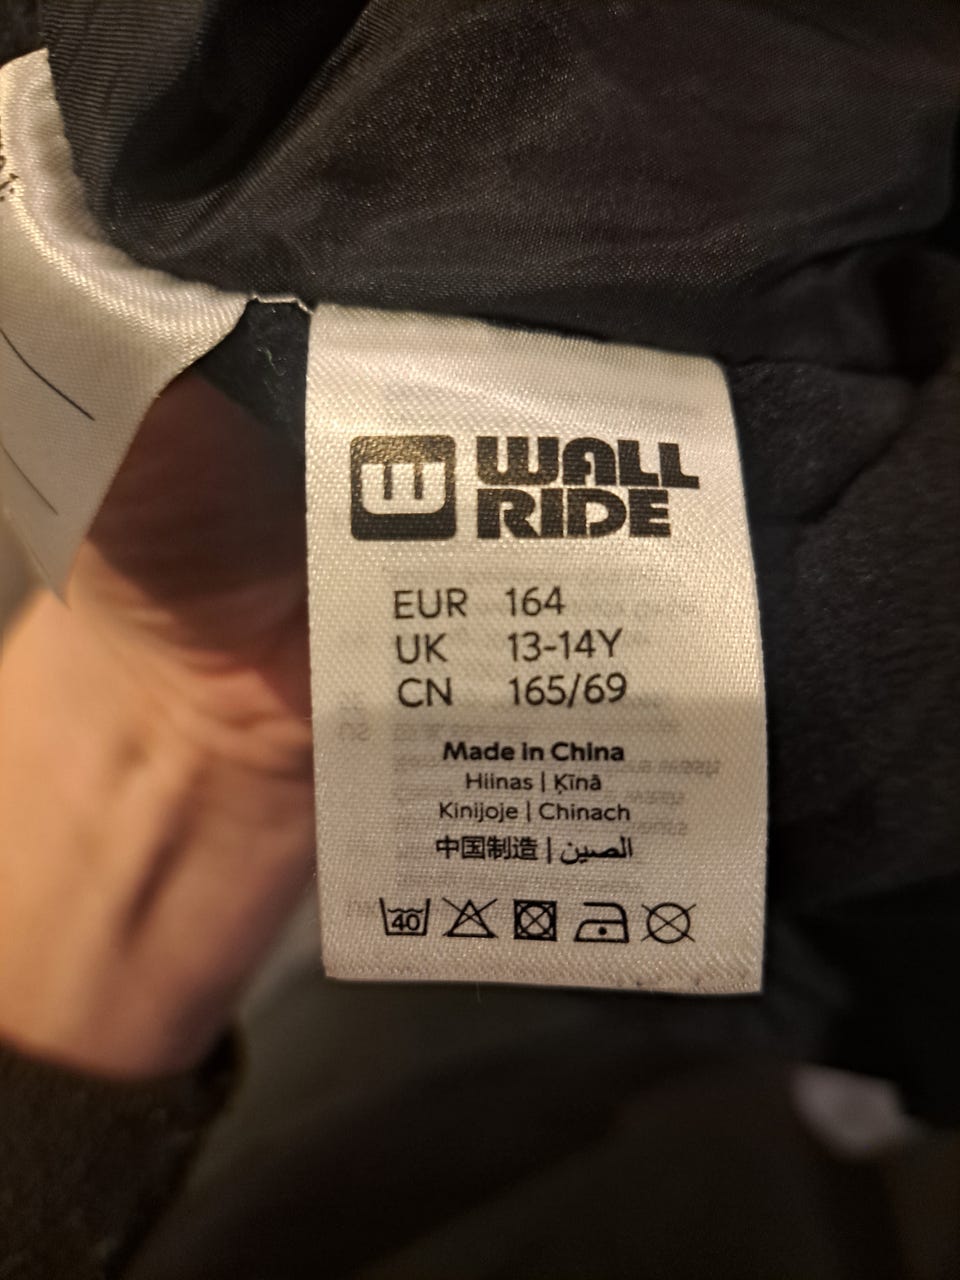 WALL
RIDE
EUR 164
UK 13-14Y
CN 165/69
Made in China
Hiinas | Ķīnā
Kinijoje | Chinach
中国制造 | الصين
40